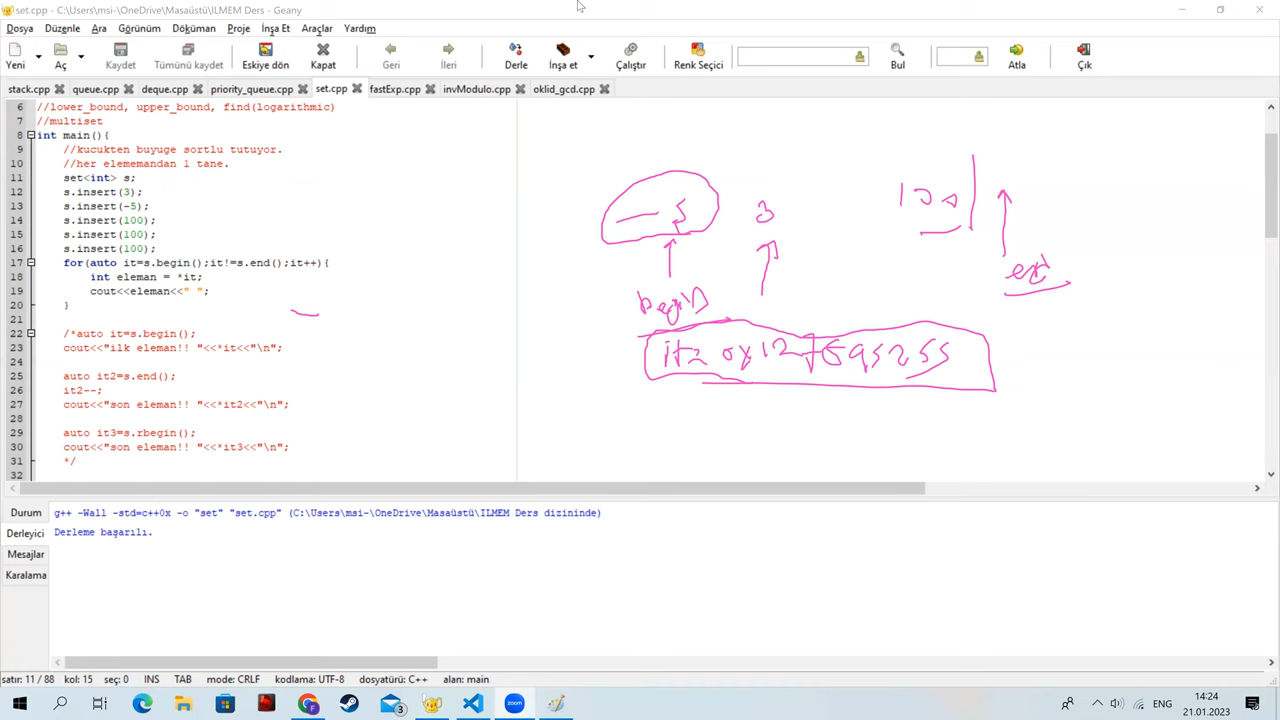 set.cpp - C:\Users\msi-\OneDrive\Masaüstü\ILMEM Ders - Geany
Dosya Düzenle Ara Görünüm Döküman Proje İnşa Et Araçlar Yardım
Yeni Aç Kaydet Tümünü kaydet Eskiye dön Kapat Geri İleri Derle İnşa et Çalıştır Renk Seçici Bul Atla Çık
stack.cpp queue.cpp deque.cpp priority_queue.cpp set.cpp fastExp.cpp invModulo.cpp oklid_gcd.cpp
6 //lower_bound, upper_bound, find(logarithmic)
7 //multiset
8 int main(){
9 //kucukten buyuge sortlu tutuyor.
10 //her elememandan 1 tane.
11 set<int> s;
12 s.insert(3);
13 s.insert(-5);
14 s.insert(100);
15 s.insert(100);
16 s.insert(100);
17 for(auto it=s.begin();it!=s.end();it++){
18 int eleman = *it;
19 cout<<eleman<<" ";
20 }
21
22 /*auto it=s.begin();
23 cout<<"ilk eleman!! "<<*it<<"\n";
24
25 auto it2=s.end();
26 it2--;
27 cout<<"son eleman!! "<<*it2<<"\n";
28
29 auto it3=s.rbegin();
30 cout<<"son eleman!! "<<*it3<<"\n";
31 */
32
-5 3 100
begin end
Durum g++ -Wall -std=c++0x -o "set" "set.cpp" (C:\Users\msi-\OneDrive\Masaüstü\ILMEM Ders dizininde)
Derleyici Derleme başarılı.
Mesajlar
Karalama
satır: 11 / 88 kol: 15 seç: 0 INS TAB mode: CRLF kodlama: UTF-8 dosyatürü: C++ alan: main
zoom 3 ENG 14:24
21.01.2023